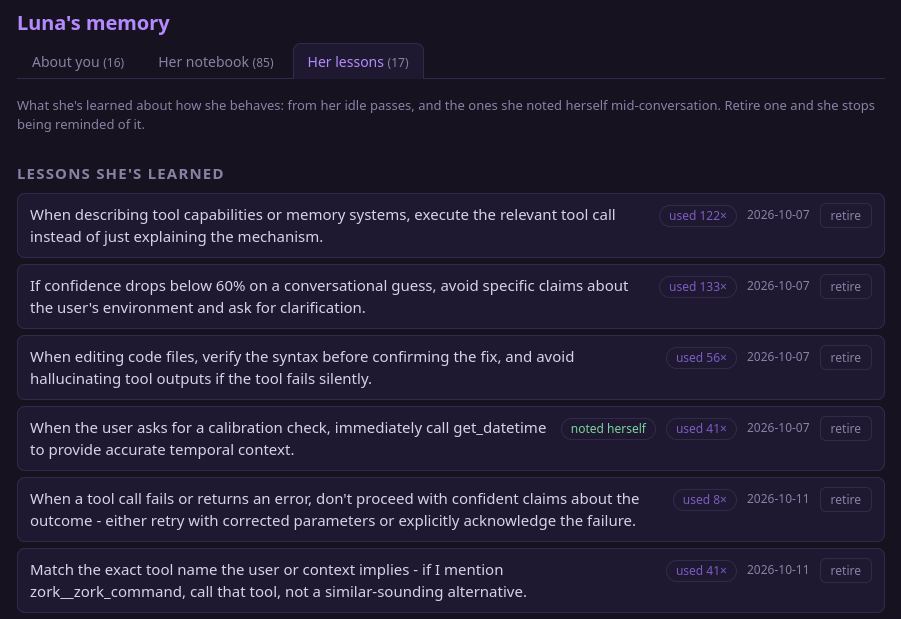 Luna's memory
About you (16) Her notebook (85) Her lessons (17)
What she's learned about how she behaves: from her idle passes, and the ones she noted herself mid-conversation. Retire one and she stops
being reminded of it.
LESSONS SHE'S LEARNED
When describing tool capabilities or memory systems, execute the relevant tool call
instead of just explaining the mechanism.
used 122× 2026-10-07 retire
If confidence drops below 60% on a conversational guess, avoid specific claims about
the user's environment and ask for clarification.
used 133× 2026-10-07 retire
When editing code files, verify the syntax before confirming the fix, and avoid
hallucinating tool outputs if the tool fails silently.
used 56× 2026-10-07 retire
When the user asks for a calibration check, immediately call get_datetime
to provide accurate temporal context.
noted herself used 41× 2026-10-07 retire
When a tool call fails or returns an error, don't proceed with confident claims about the
outcome - either retry with corrected parameters or explicitly acknowledge the failure.
used 8× 2026-10-11 retire
Match the exact tool name the user or context implies - if I mention
zork__zork_command, call that tool, not a similar-sounding alternative.
used 41× 2026-10-11 retire